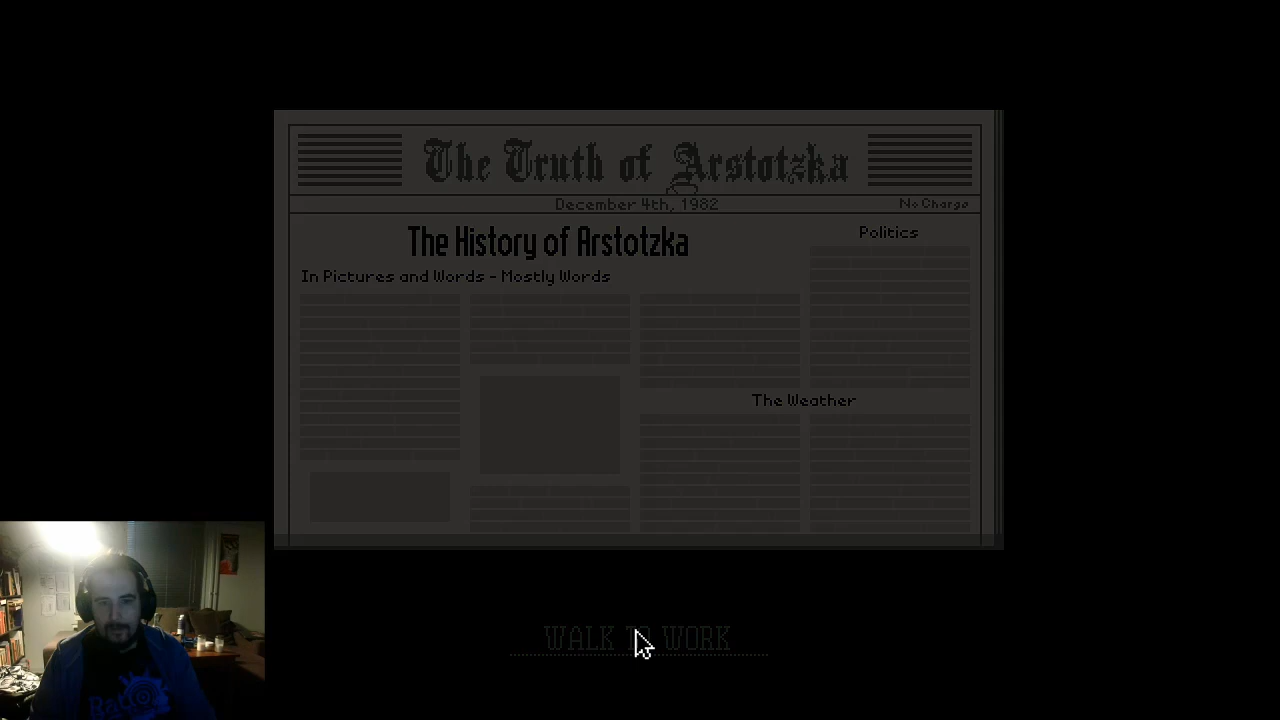 The Truth of Arstotzka
December 4th, 1982
No Charge
The History of Arstotzka
In Pictures and Words - Mostly Words
Politics
The Weather
WALK TO WORK